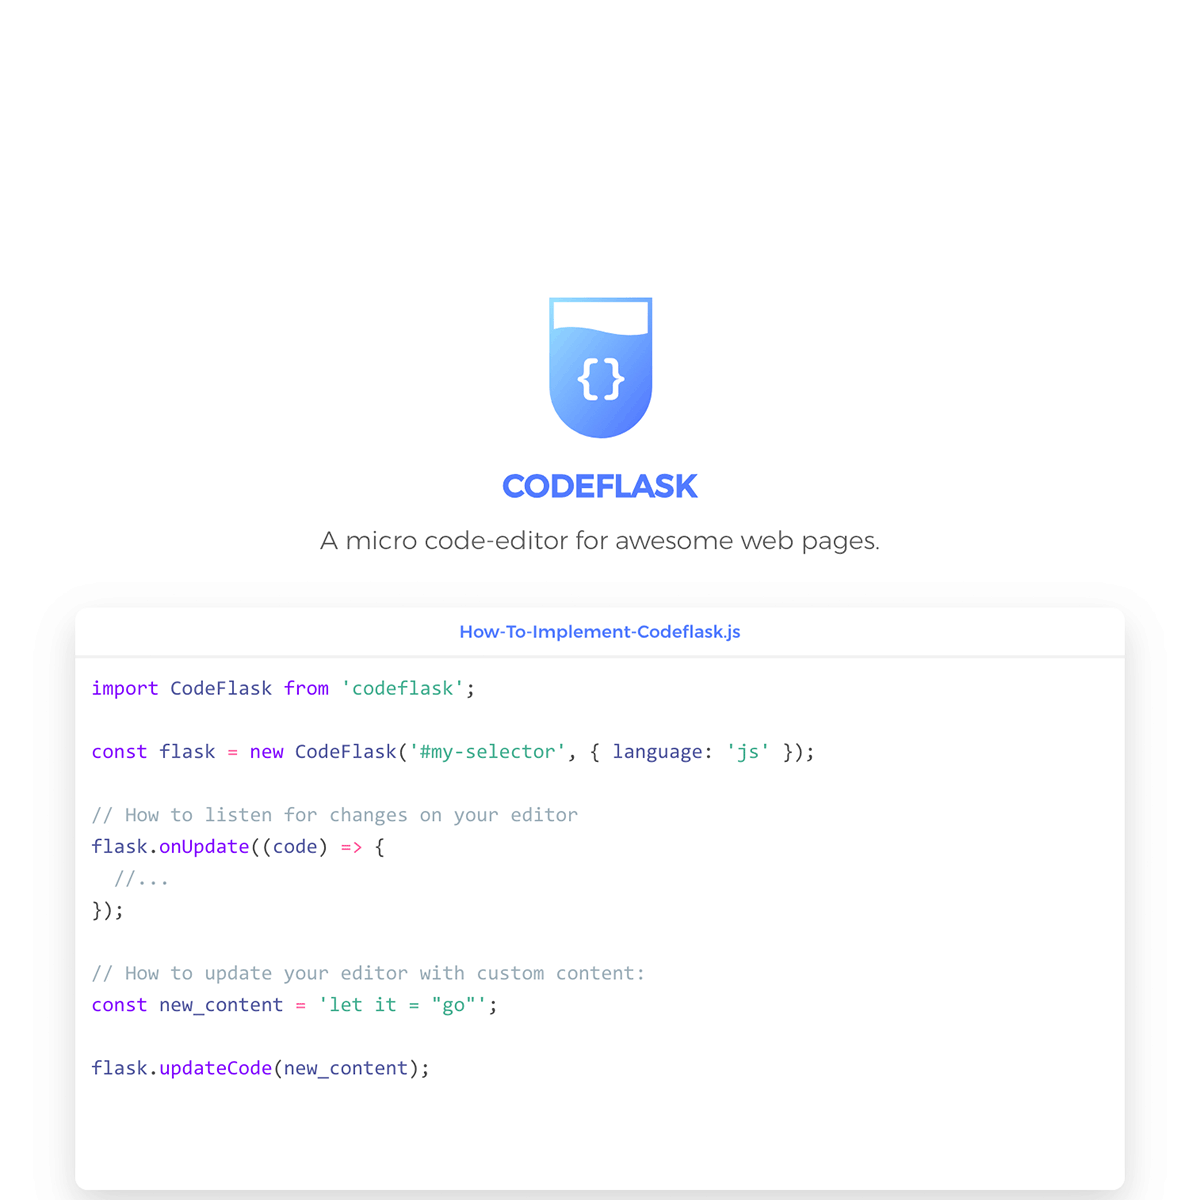 {}
CODEFLASK
A micro code-editor for awesome web pages.
How-To-Implement-Codeflask.js
import CodeFlask from 'codeflask';
const flask = new CodeFlask('#my-selector', { language: 'js' });
// How to listen for changes on your editor
flask.onUpdate((code) => {
  //...
});
// How to update your editor with custom content:
const new_content = 'let it = "go"';
flask.updateCode(new_content);